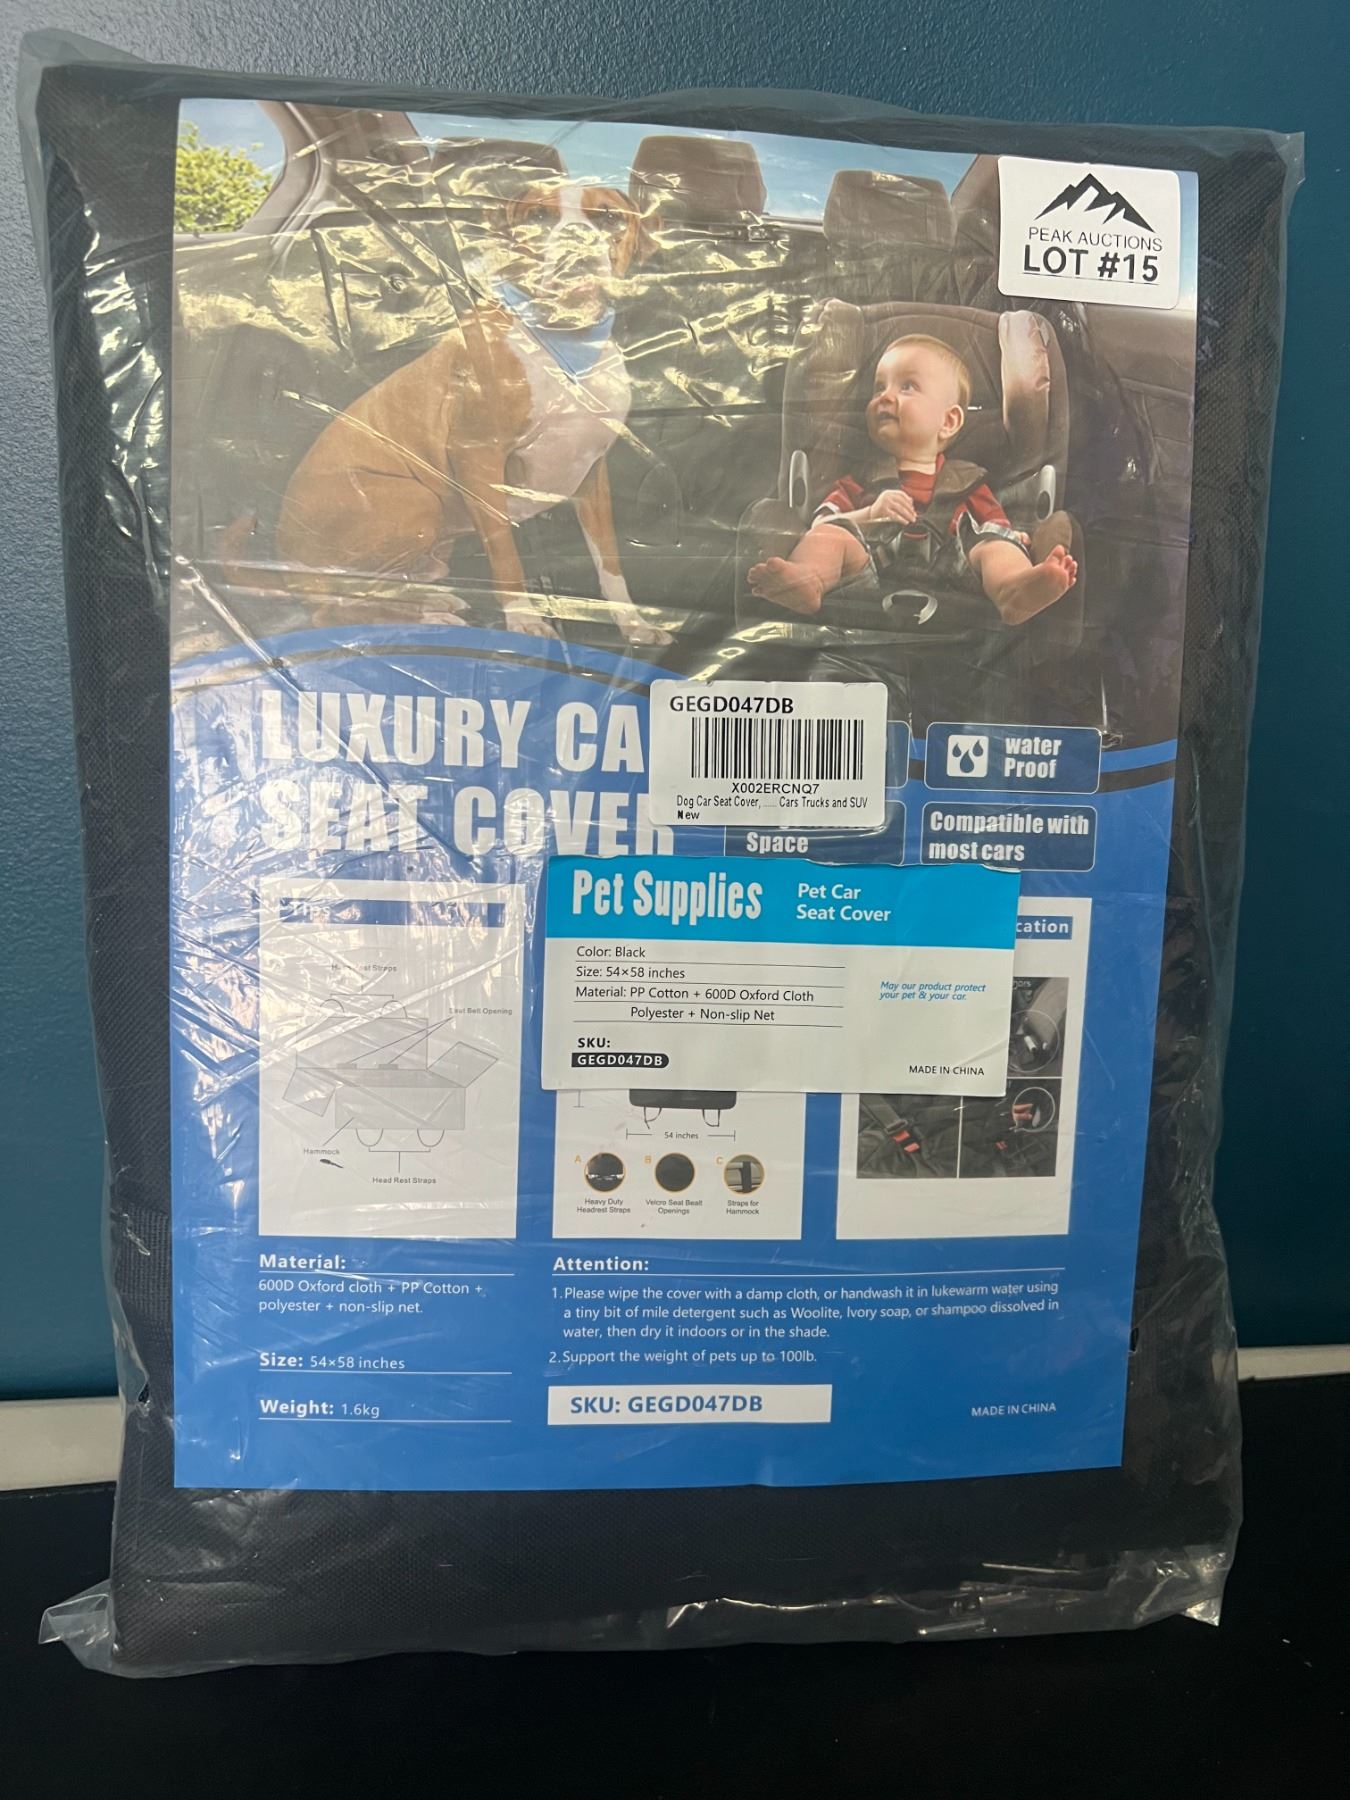 PEAK AUCTIONS
LOT #15
LUXURY CA
SEAT COVER
GEGD047DB
X002ERCNQ7
Dog Car Seat Cover, ...... Cars Trucks and SUV
New
water
Proof
Space
Compatible with
most cars
Pet Supplies
Pet Car
Seat Cover
Color: Black
Size: 54×58 inches
Material: PP Cotton + 600D Oxford Cloth
Polyester + Non-slip Net
May our product protect
your pet & your car.
SKU:
GEGD047DB
MADE IN CHINA
Tips
Straps
Seat Belt Opening
Hammock
Head Rest Straps
54 inches
A
B
C
Heavy Duty
Headrest Straps
Velcro Seat Bealt
Openings
Straps for
Hammock
cation
Material:
600D Oxford cloth + PP Cotton +
polyester + non-slip net.
Size: 54×58 inches
Weight: 1.6kg
Attention:
1.Please wipe the cover with a damp cloth, or handwash it in lukewarm water using
a tiny bit of mile detergent such as Woolite, Ivory soap, or shampoo dissolved in
water, then dry it indoors or in the shade.
2.Support the weight of pets up to 100lb.
SKU: GEGD047DB
MADE IN CHINA